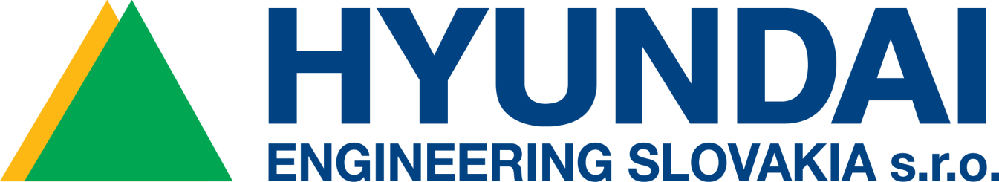 HYUNDAI
ENGINEERING SLOVAKIA s.r.o.